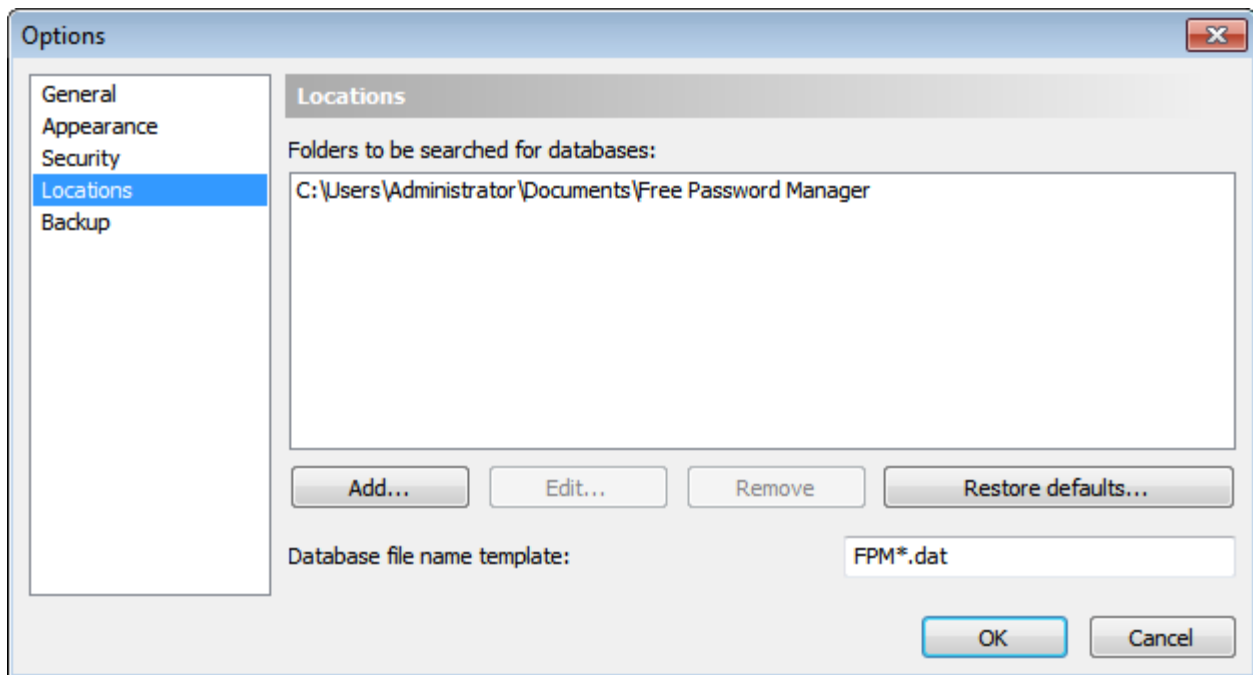 Options
General
Appearance
Security
Locations
Backup
Locations
Folders to be searched for databases:
C:\Users\Administrator\Documents\Free Password Manager
Add... Edit... Remove Restore defaults...
Database file name template: FPM*.dat
OK Cancel